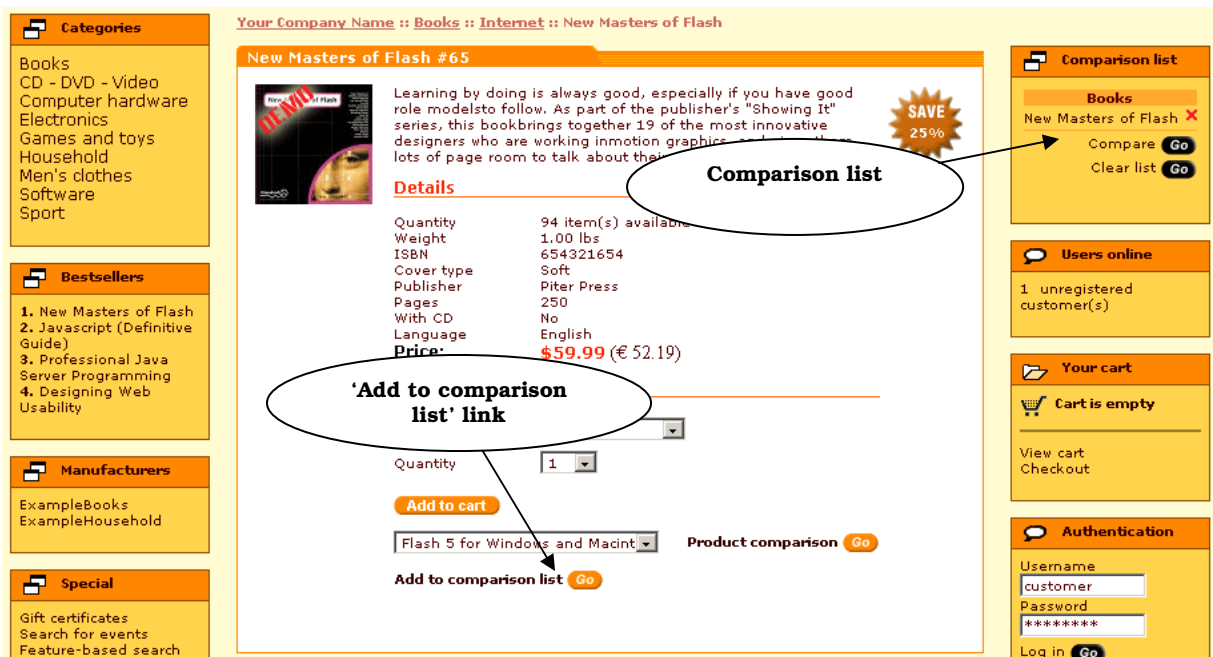 Categories
Books
CD - DVD - Video
Computer hardware
Electronics
Games and toys
Household
Men's clothes
Software
Sport
Bestsellers
1. New Masters of Flash
2. Javascript (Definitive
Guide)
3. Professional Java
Server Programming
4. Designing Web
Usability
Manufacturers
ExampleBooks
ExampleHousehold
Special
Gift certificates
Search for events
Feature-based search
Your Company Name :: Books :: Internet :: New Masters of Flash
New Masters of Flash #65
DEMO
Learning by doing is always good, especially if you have good
role modelsto follow. As part of the publisher's "Showing It"
series, this bookbrings together 19 of the most innovative
designers who are working inmotion graphics
lots of page room to talk about
SAVE
25%
Comparison list
Details
Quantity 94 item(s) available
Weight 1.00 lbs
ISBN 654321654
Cover type Soft
Publisher Piter Press
Pages 250
With CD No
Language English
Price: $59.99 (€ 52.19)
'Add to comparison
list' link
Quantity 1
Add to cart
Flash 5 for Windows and Macint Product comparison Go
Add to comparison list Go
Comparison list
Books
New Masters of Flash
Compare Go
Clear list Go
Users online
1 unregistered
customer(s)
Your cart
Cart is empty
View cart
Checkout
Authentication
Username
customer
Password
********
Log in Go